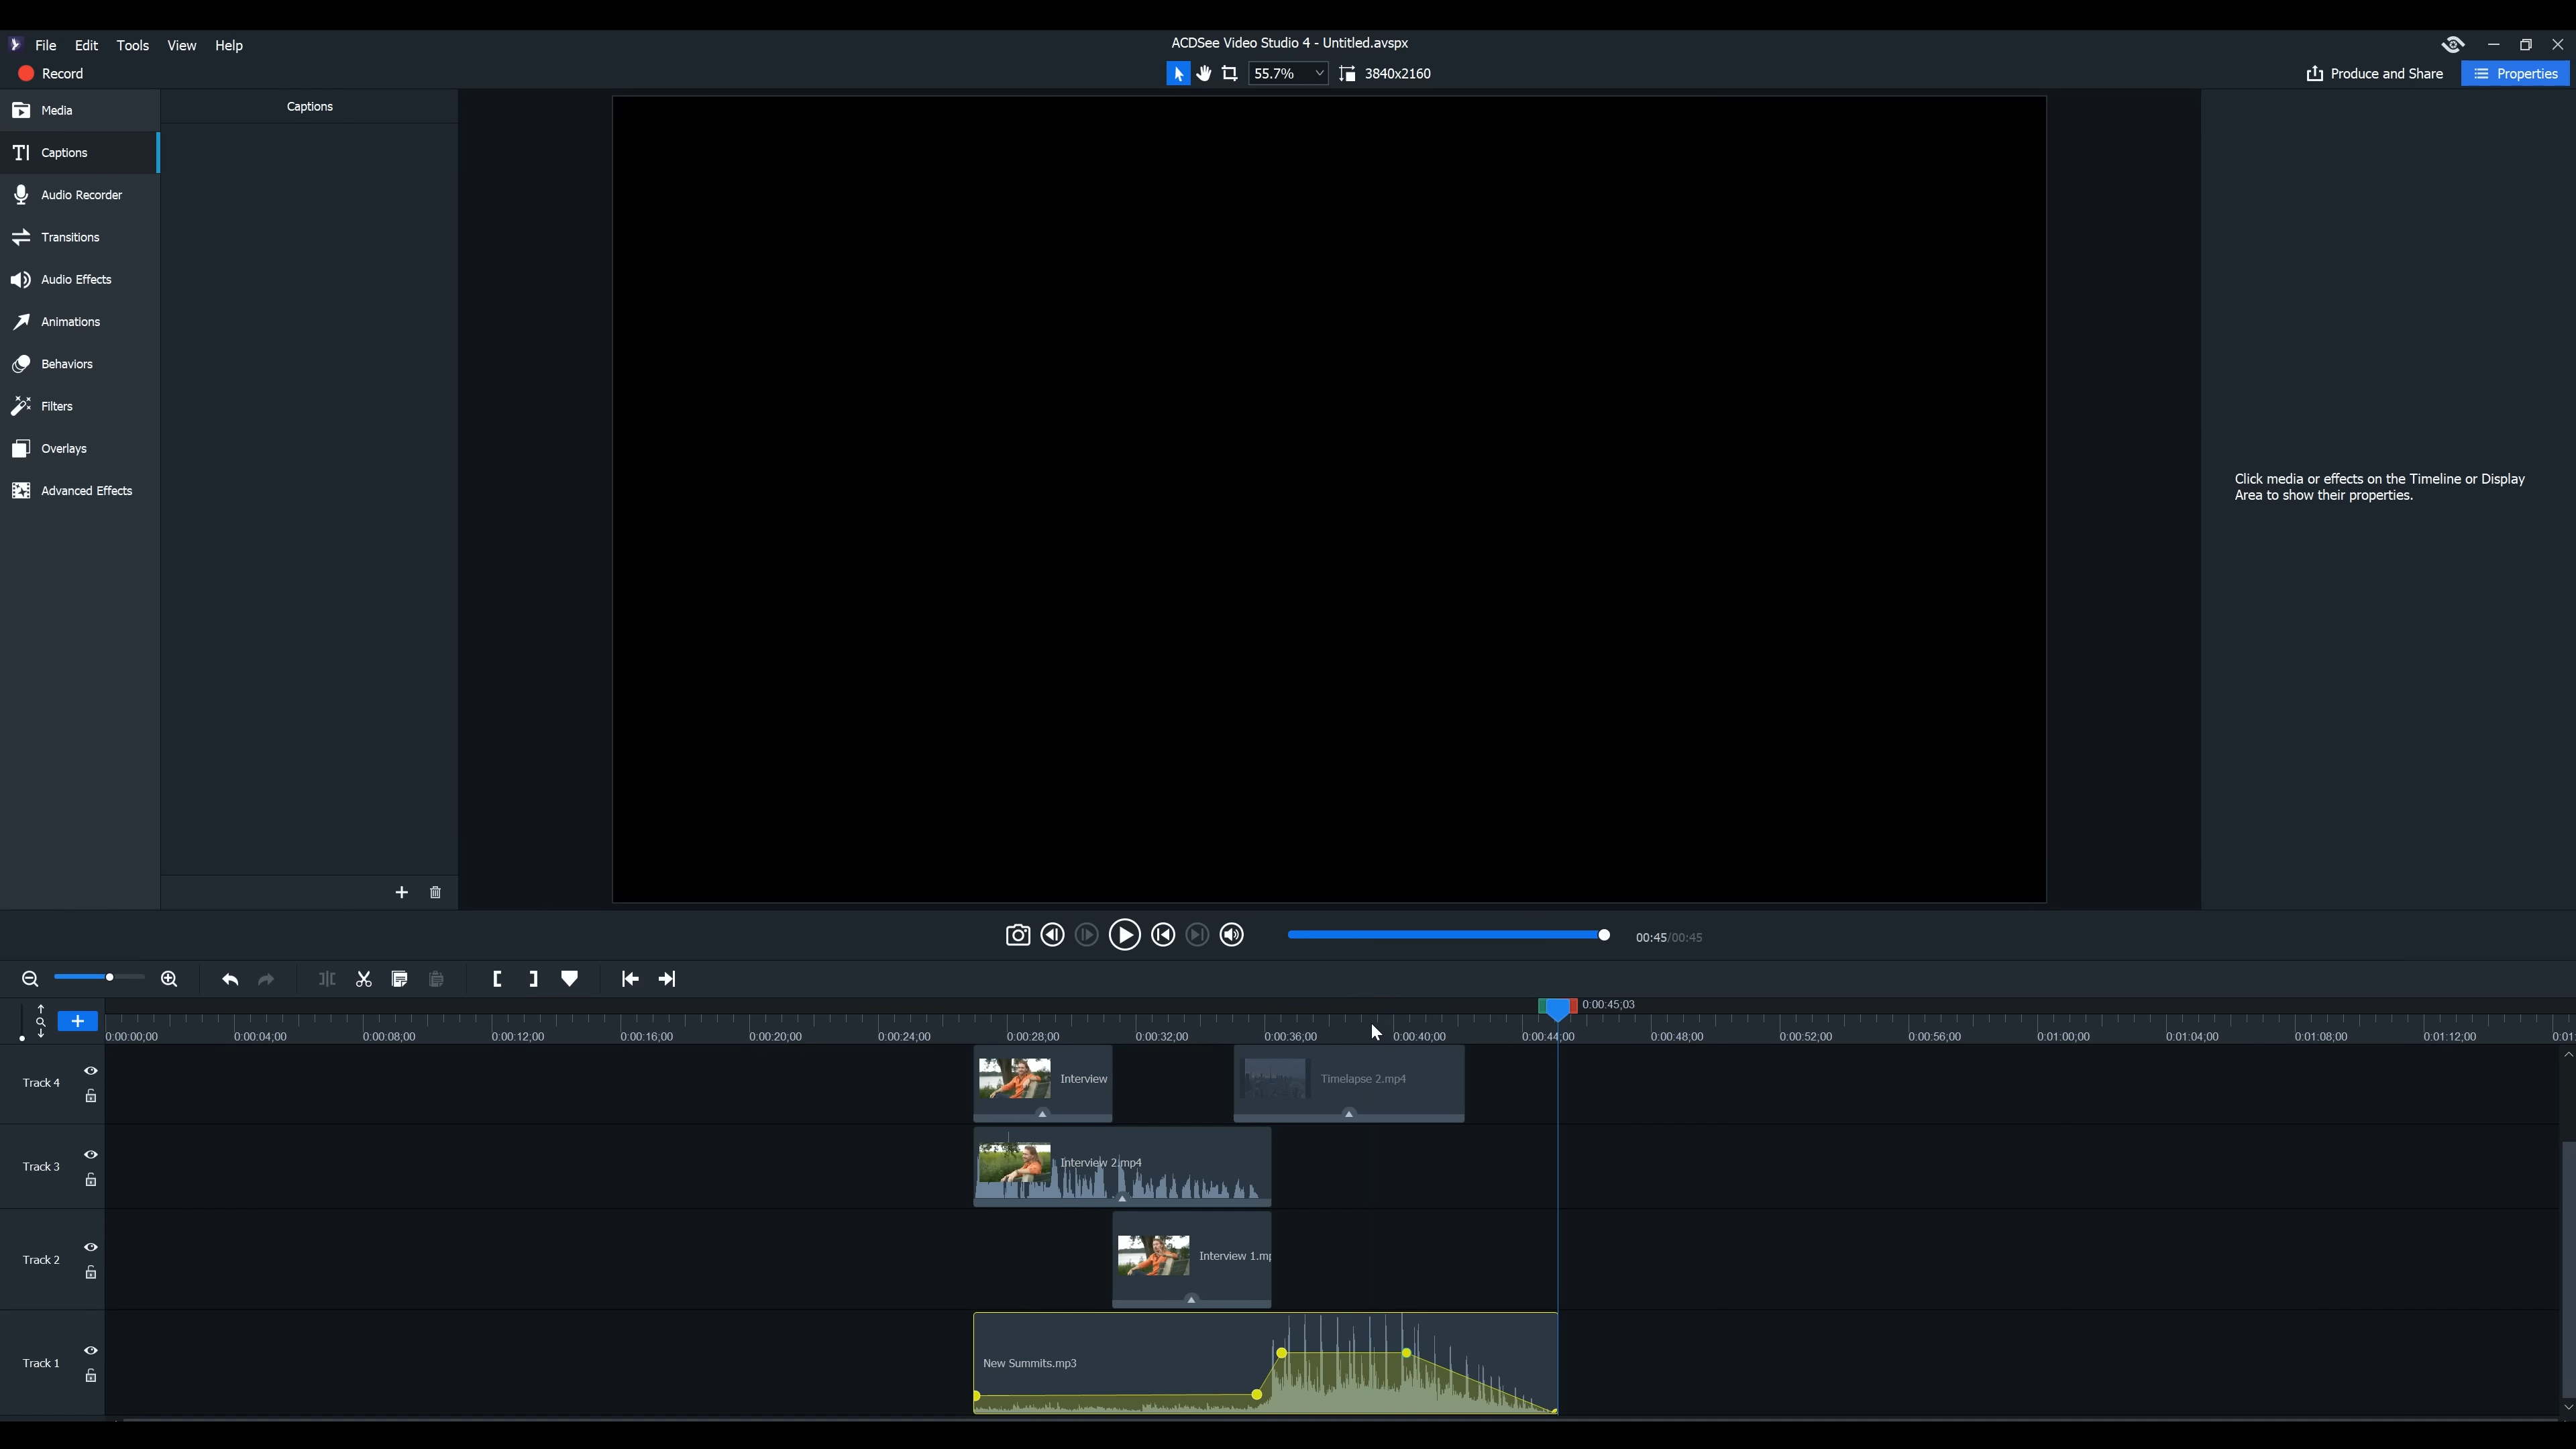 File Edit Tools View Help
ACDSee Video Studio 4 - Untitled.avspx
Record
55.7%
3840x2160
Produce and Share
Properties
Media
Captions
Captions
Audio Recorder
Transitions
Audio Effects
Animations
Behaviors
Filters
Overlays
Advanced Effects
Click media or effects on the Timeline or Display
Area to show their properties.
00:45/00:45
0:00:45;03
0:00:00;00 0:00:04;00 0:00:08;00 0:00:12;00 0:00:16;00 0:00:20;00 0:00:24;00 0:00:28;00 0:00:32;00 0:00:36;00 0:00:40;00 0:00:44;00 0:00:48;00 0:00:52;00 0:00:56;00 0:01:00;00 0:01:04;00 0:01:08;00 0:01:12;00 0:01:
Track 4
Interview
Timelapse 2.mp4
Track 3
Interview 2.mp4
Track 2
Interview 1.mp
Track 1
New Summits.mp3